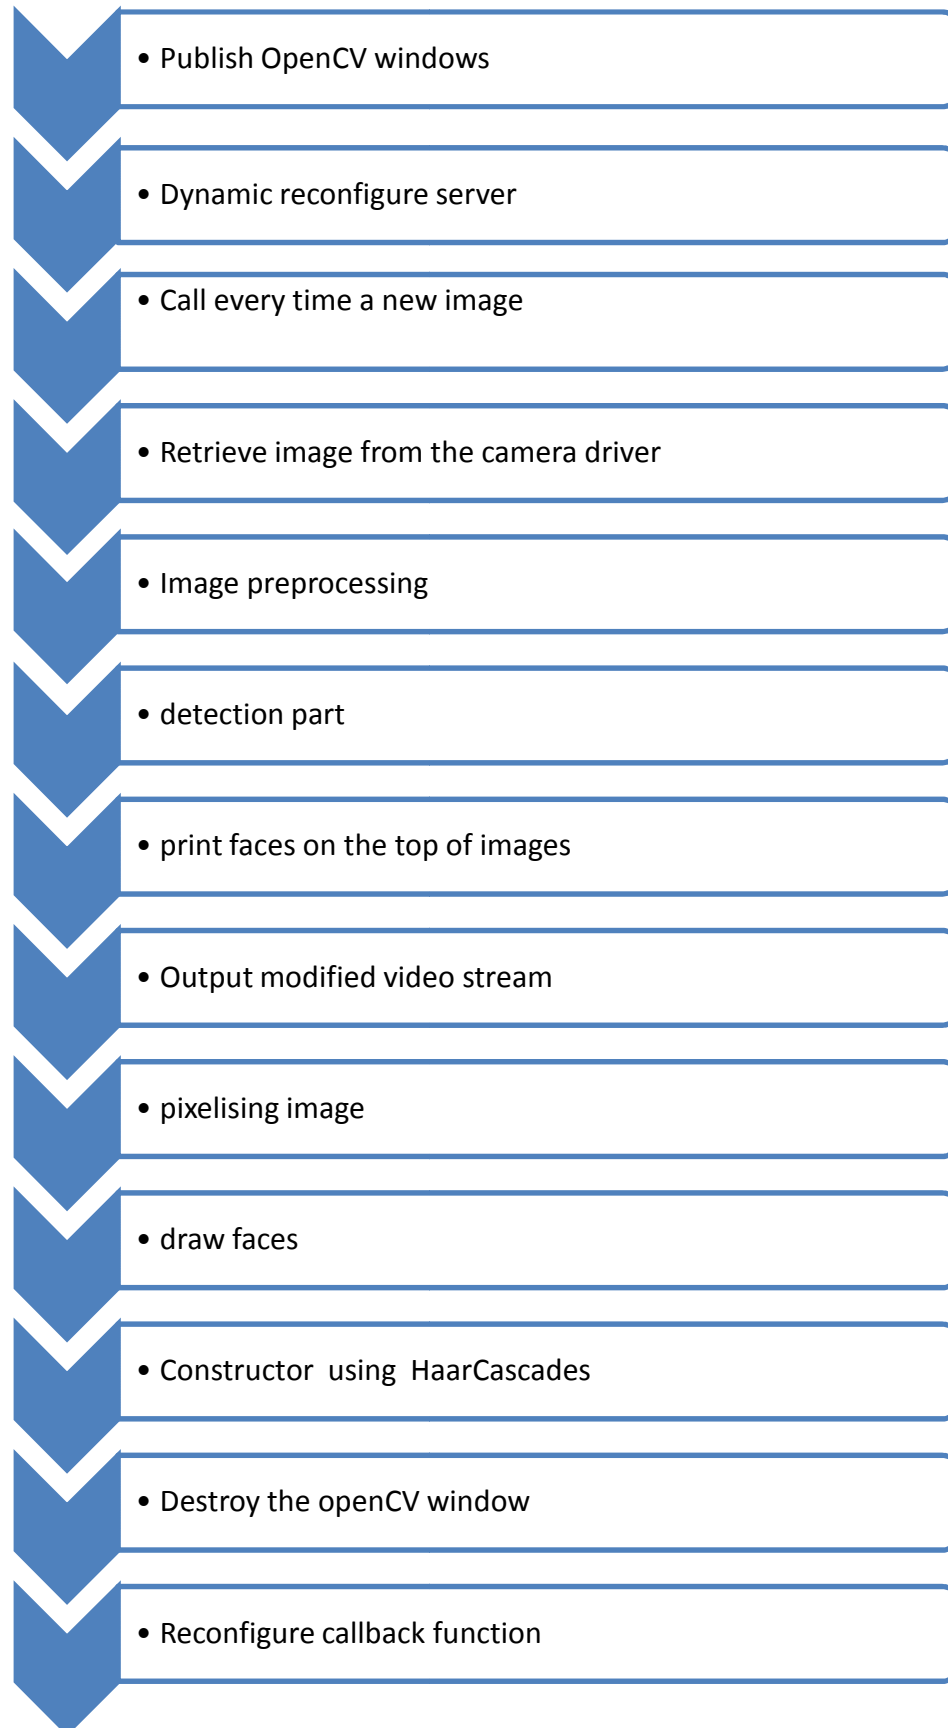 • Publish OpenCV windows
• Dynamic reconfigure server
• Call every time a new image
• Retrieve image from the camera driver
• Image preprocessing
• detection part
• print faces on the top of images
• Output modified video stream
• pixelising image
• draw faces
• Constructor using HaarCascades
• Destroy the openCV window
• Reconfigure callback function